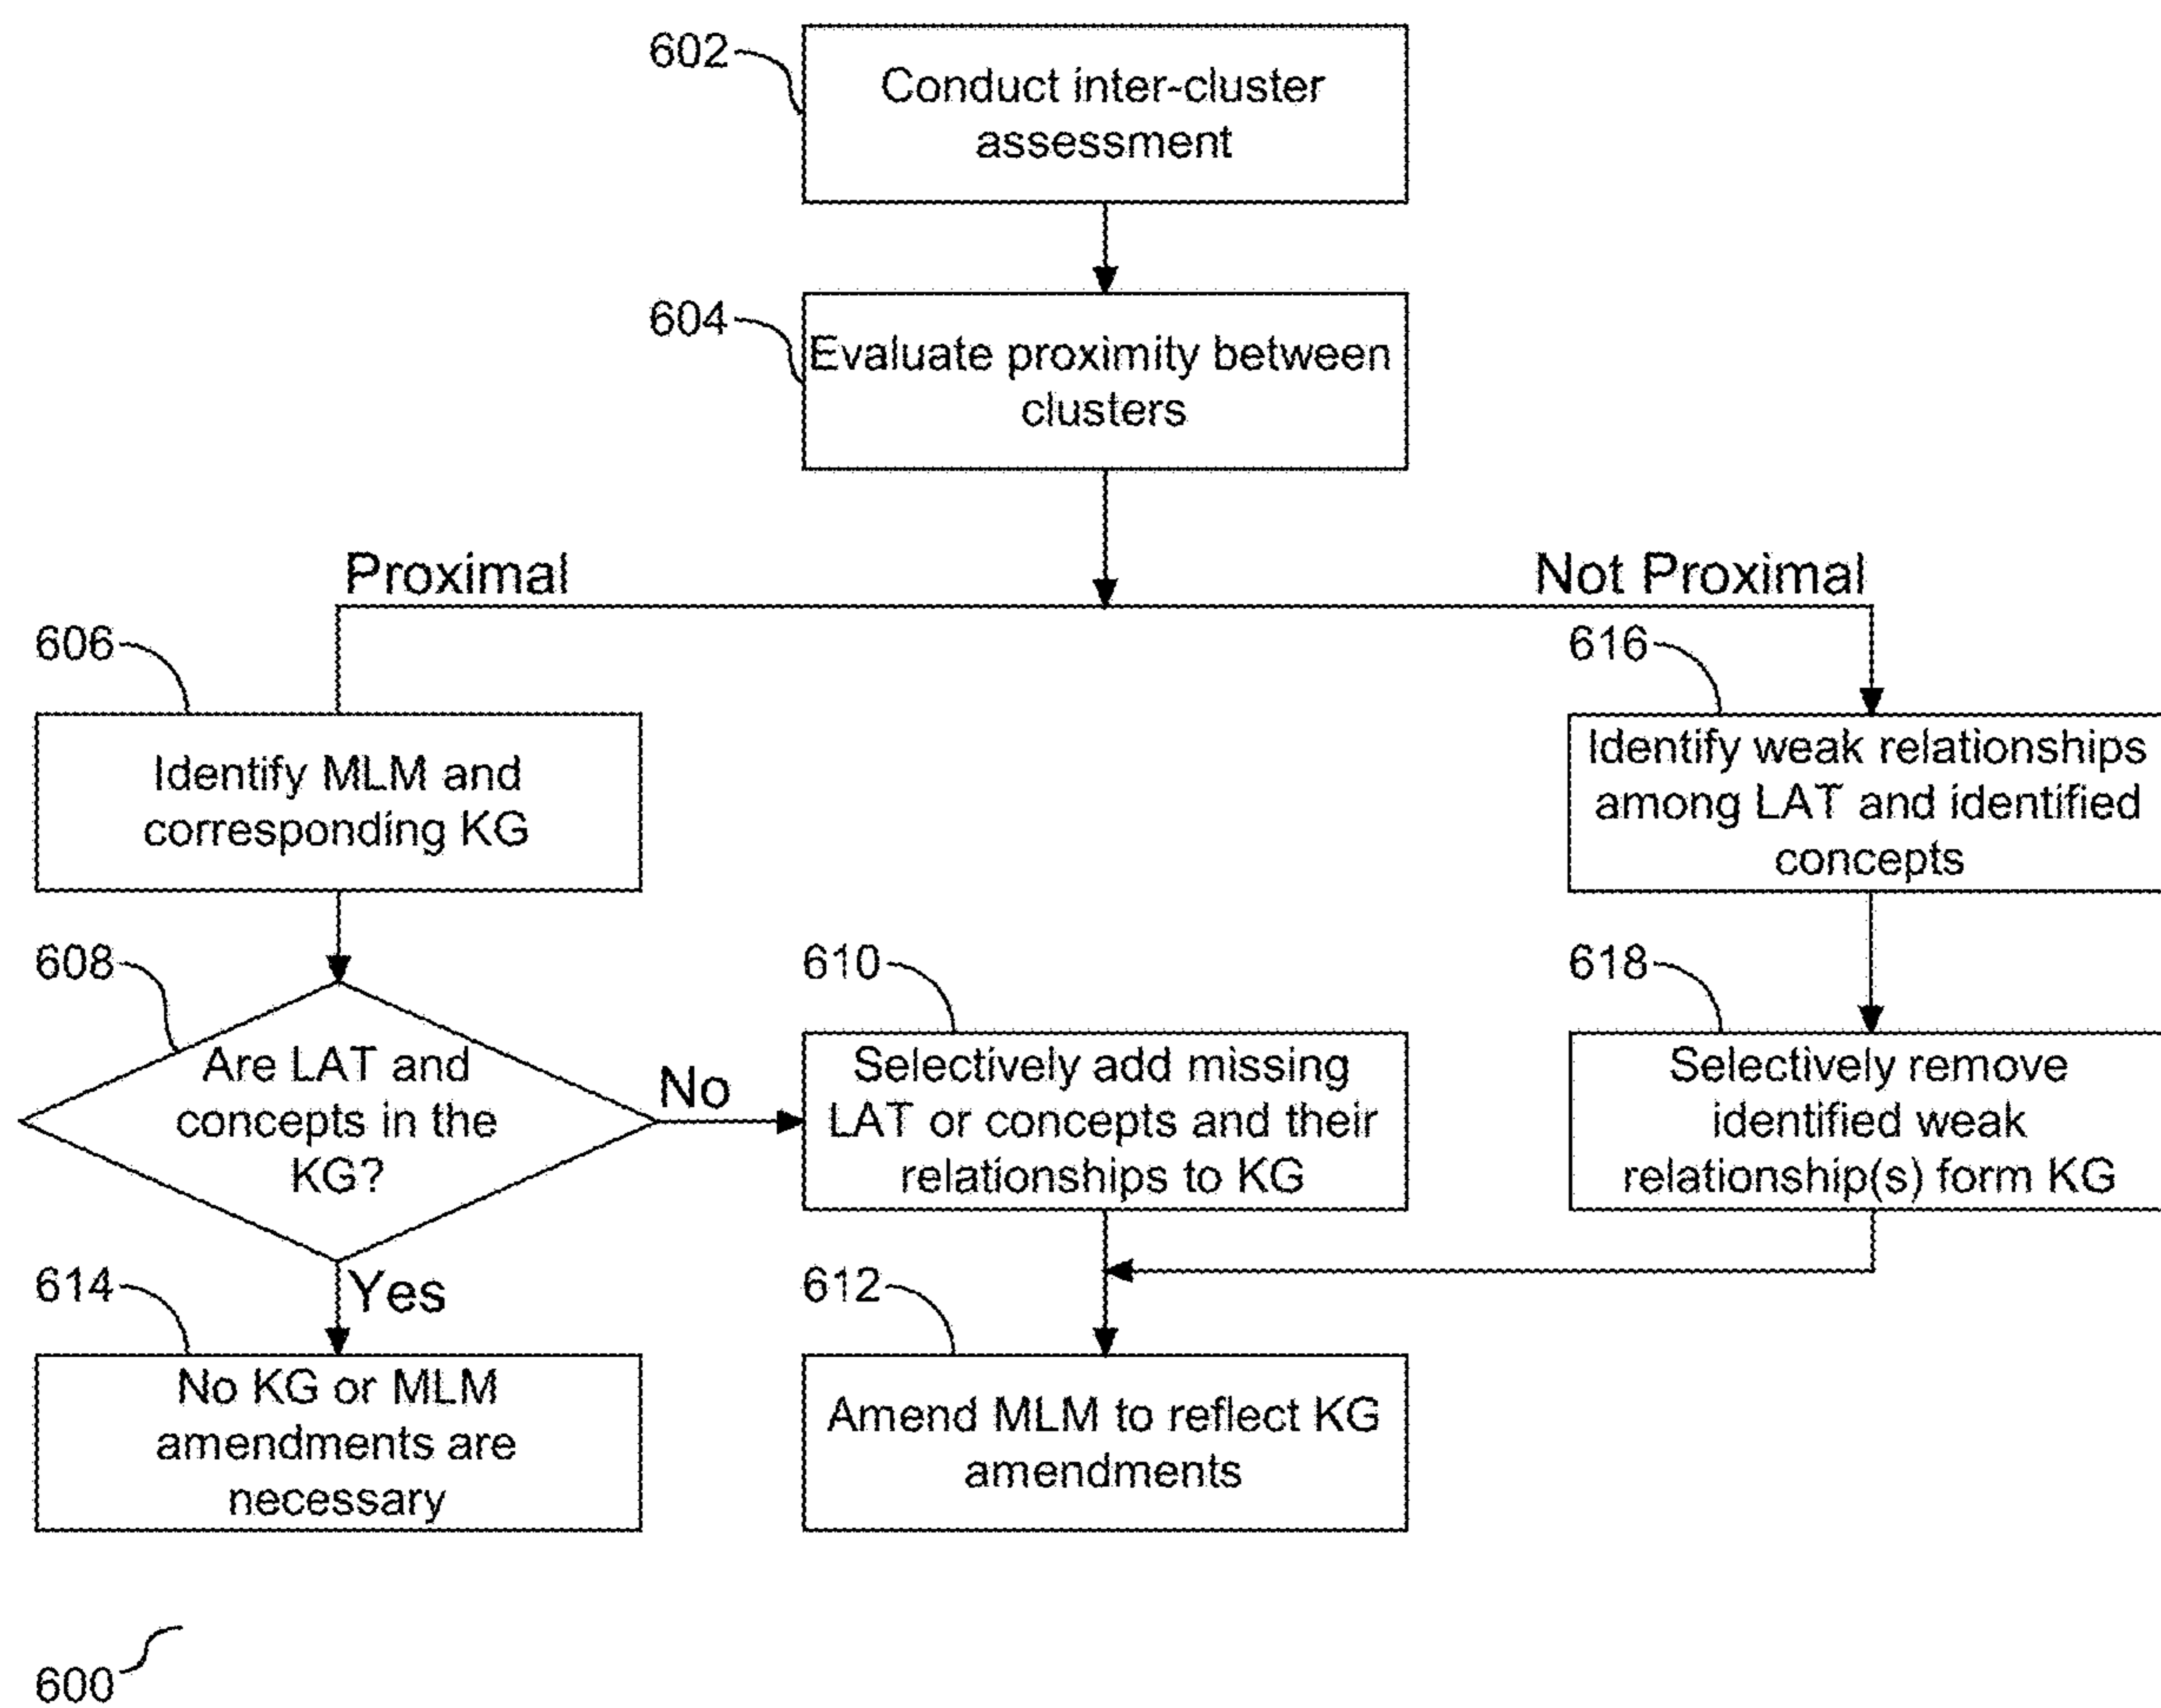 602
Conduct inter-cluster
assessment
604
Evaluate proximity between
clusters
Proximal
Not Proximal
606
Identify MLM and
corresponding KG
616
Identify weak relationships
among LAT and identified
concepts
608
Are LAT and
concepts in the
KG?
No
610
Selectively add missing
LAT or concepts and their
relationships to KG
618
Selectively remove
identified weak
relationship(s) form KG
Yes
614
No KG or MLM
amendments are
necessary
612
Amend MLM to reflect KG
amendments
600